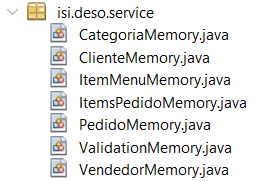 isi.deso.service
CategoriaMemory.java
ClienteMemory.java
ItemMenuMemory.java
ItemsPedidoMemory.java
PedidoMemory.java
ValidationMemory.java
VendedorMemory.java